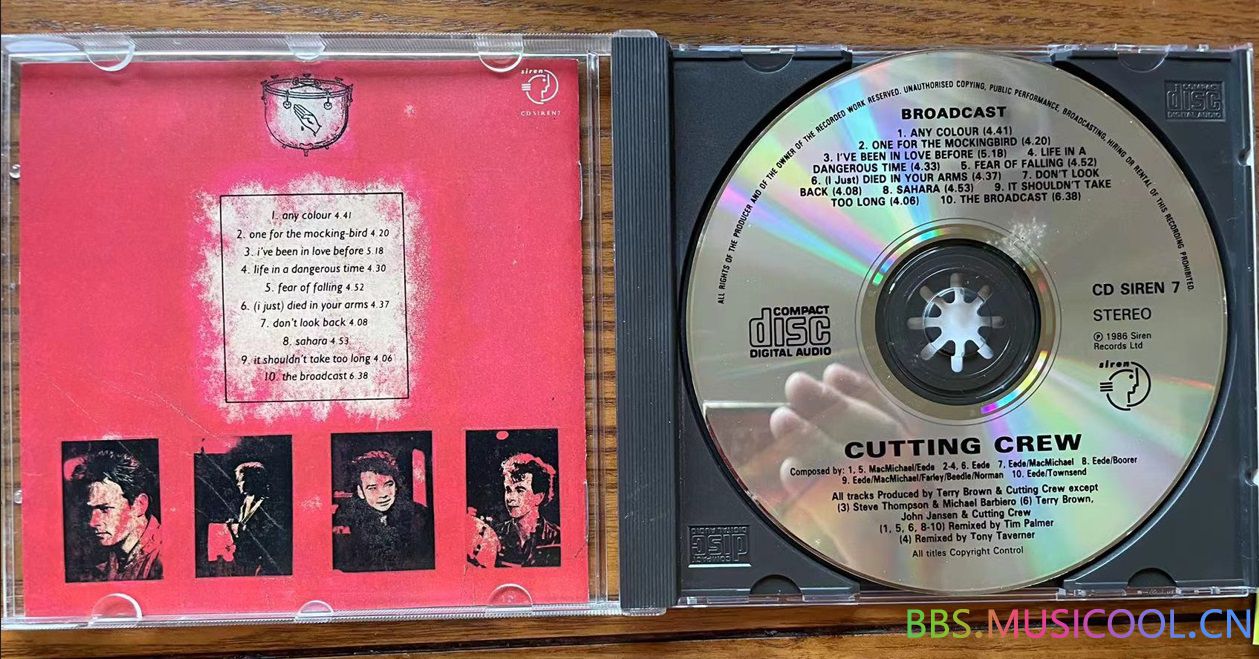 siren
CDSIREN7
1. any colour 4.41
2. one for the mocking-bird 4.20
3. i've been in love before 5.18
4. life in a dangerous time 4.30
5. fear of falling 4.52
6. (i just) died in your arms 4.37
7. don't look back 4.08
8. sahara 4.53
9. it shouldn't take too long 4.06
10. the broadcast 6.38
ALL RIGHTS OF THE PRODUCER AND OF THE OWNER OF THE RECORDED WORK RESERVED. UNAUTHORISED COPYING, PUBLIC PERFORMANCE, BROADCASTING, HIRING OR RENTAL OF THIS RECORDING PROHIBITED.
BROADCAST
1. ANY COLOUR (4.41)
2. ONE FOR THE MOCKINGBIRD (4.20)
3. I'VE BEEN IN LOVE BEFORE (5.18) 4. LIFE IN A
DANGEROUS TIME (4.33) 5. FEAR OF FALLING (4.52)
6. (I Just) DIED IN YOUR ARMS (4.37) 7. DON'T LOOK
BACK (4.08) 8. SAHARA (4.53) 9. IT SHOULDN'T TAKE
TOO LONG (4.06) 10. THE BROADCAST (6.38)
CD SIREN 7
STEREO
℗ 1986 Siren
Records Ltd
siren
COMPACT
disc
DIGITAL AUDIO
CUTTING CREW
Composed by: 1, 5. MacMichael/Eede 2-4, 6. Eede 7. Eede/MacMichael 8. Eede/Boorer
9. Eede/MacMichael/Farley/Beedle/Norman 10. Eede/Townsend
All tracks Produced by Terry Brown & Cutting Crew except
(3) Steve Thompson & Michael Barbiero (6) Terry Brown,
John Jansen & Cutting Crew
(1, 5, 6, 8-10) Remixed by Tim Palmer
(4) Remixed by Tony Taverner
All titles Copyright Control
COMPACT
disc
DIGITAL AUDIO
COMPACT
disc
DIGITAL AUDIO
BBS.MUSICOOL.CN